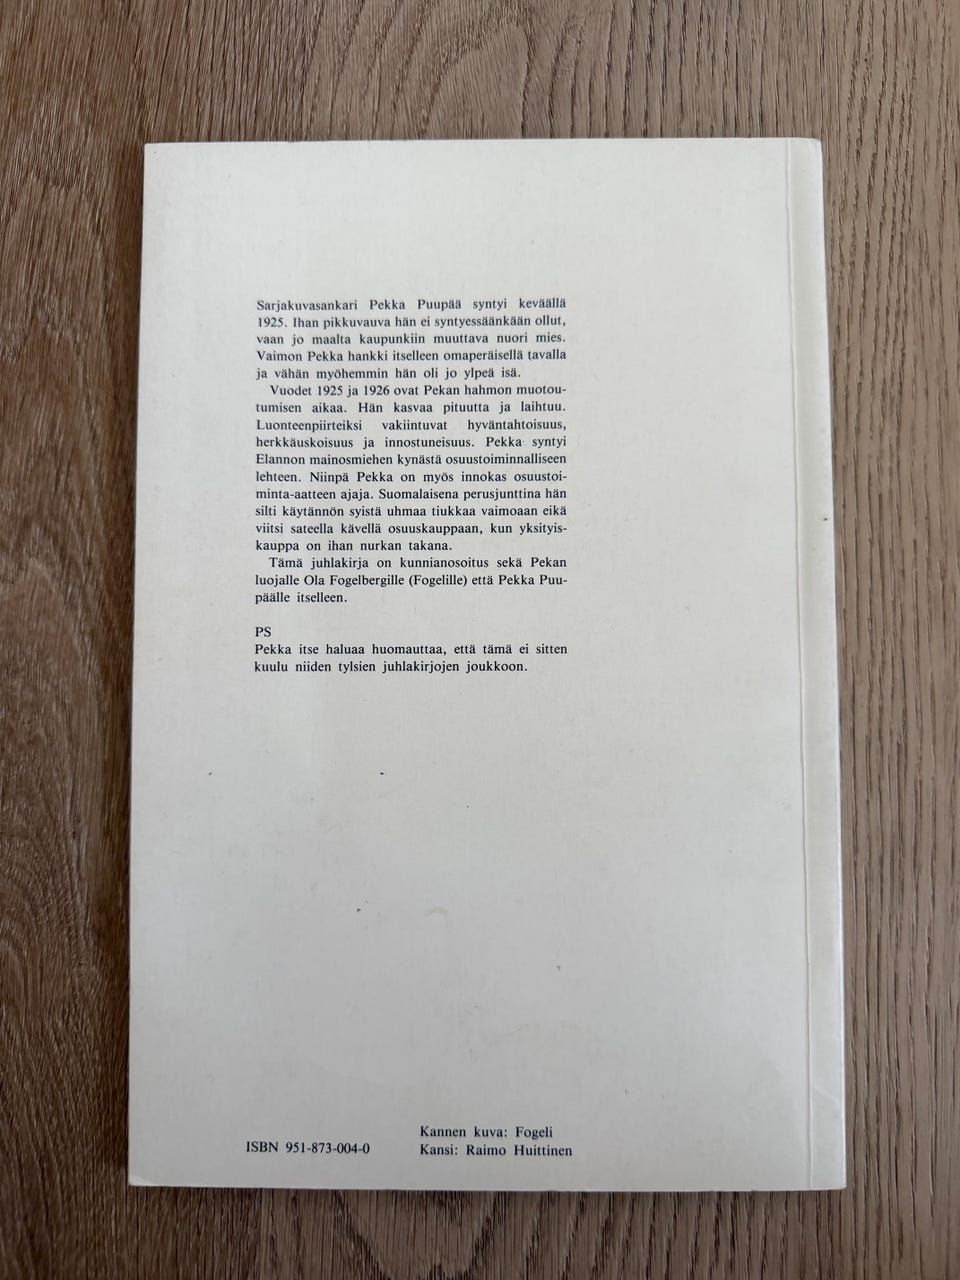 Sarjakuvasankari Pekka Puupää syntyi keväällä
1925. Ihan pikkuvauva hän ei syntyessäänkään ollut,
vaan jo maalta kaupunkiin muuttava nuori mies.
Vaimon Pekka hankki itselleen omaperäisellä tavalla
ja vähän myöhemmin hän oli jo ylpeä isä.
Vuodet 1925 ja 1926 ovat Pekan hahmon muotou-
tumisen aikaa. Hän kasvaa pituutta ja laihtuu.
Luonteenpiirteiksi vakiintuvat hyväntahtoisuus,
herkkäuskoisuus ja innostuneisuus. Pekka syntyi
Elannon mainosmiehen kynästä osuustoiminnalliseen
lehteen. Niinpä Pekka on myös innokas osuustoi-
minta-aatteen ajaja. Suomalaisena perusjunttina hän
silti käytännön syistä uhmaa tiukkaa vaimoaan eikä
viitsi sateella kävellä osuuskauppaan, kun yksityis-
kauppa on ihan nurkan takana.
Tämä juhlakirja on kunnianosoitus sekä Pekan
luojalle Ola Fogelbergille (Fogelille) että Pekka Puu-
päälle itselleen.
PS
Pekka itse haluaa huomauttaa, että tämä ei sitten
kuulu niiden tylsien juhlakirjojen joukkoon.
ISBN 951-873-004-0
Kannen kuva: Fogeli
Kansi: Raimo Huittinen